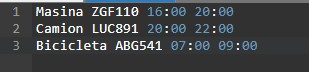 1 Masina ZGF110 16:00 20:00
2 Camion LUC891 20:00 22:00
3 Bicicleta ABG541 07:00 09:00